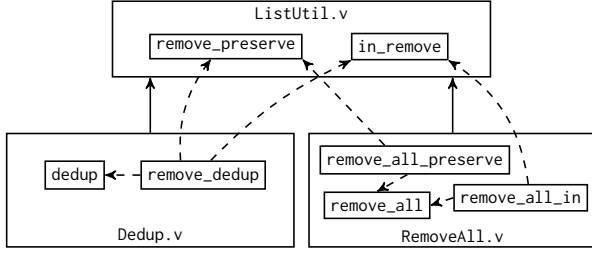 ListUtil.v
remove_preserve
in_remove
dedup
remove_dedup
Dedup.v
remove_all_preserve
remove_all
remove_all_in
RemoveAll.v